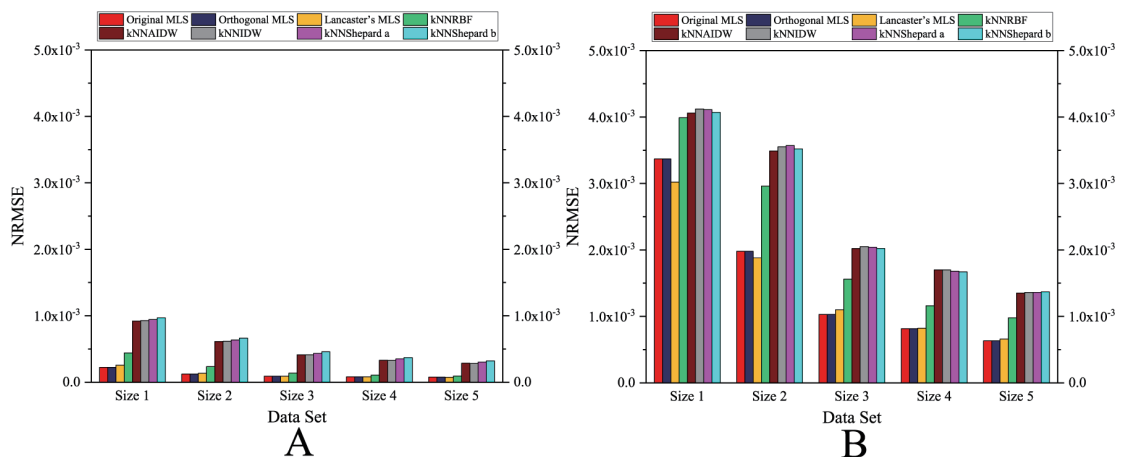 Original MLS Orthogonal MLS Lancaster's MLS kNNRBF
kNNAIDW kNNIDW kNNShepard a kNNShepard b
5.0x10-3
4.0x10-3
3.0x10-3
2.0x10-3
1.0x10-3
0.0
NRMSE
5.0x10-3
4.0x10-3
3.0x10-3
2.0x10-3
1.0x10-3
0.0
Size 1 Size 2 Size 3 Size 4 Size 5
Data Set
A
Original MLS Orthogonal MLS Lancaster's MLS kNNRBF
kNNAIDW kNNIDW kNNShepard a kNNShepard b
5.0x10-3
4.0x10-3
3.0x10-3
2.0x10-3
1.0x10-3
0.0
NRMSE
5.0x10-3
4.0x10-3
3.0x10-3
2.0x10-3
1.0x10-3
0.0
Size 1 Size 2 Size 3 Size 4 Size 5
Data Set
B